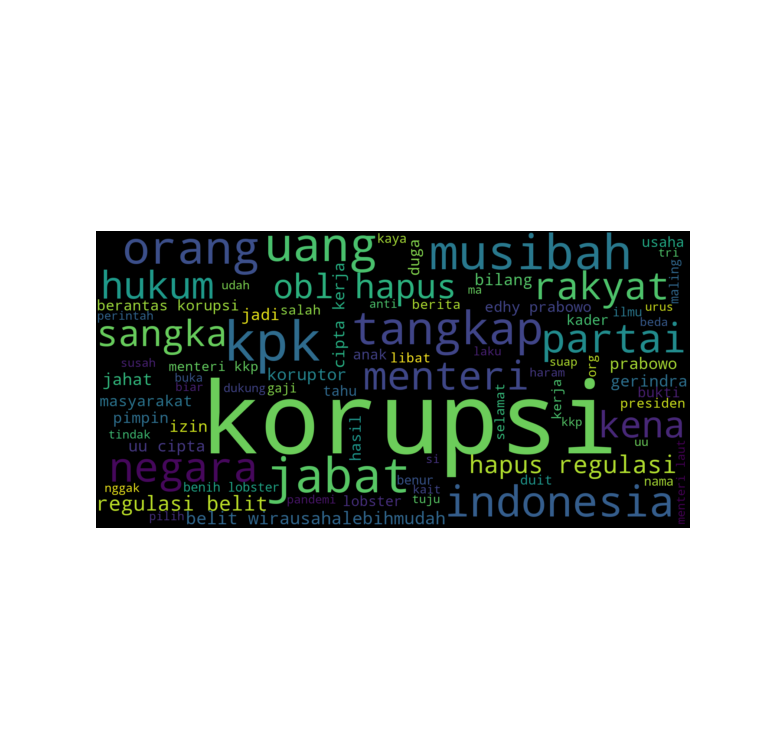 orang
uang
kaya
duga
musibah
usaha
tri
maling
hukum
udah
obl
hapus
ma
bilang
rakyat
berantas korupsi
jadi
salah
cipta kerja
anti
berita
edhy prabowo
ilmu
urus
perintah
sangka
kpk
tangkap
kader
beda
partai
susah
menteri kkp
anak
libat
laku
suap
org
prabowo
jahat
buka
koruptor
menteri
haram
gerindra
biar
dukung
gaji
tahu
bukti
masyarakat
korupsi
selamat
kerja
presiden
pimpin
izin
hasil
kkp
kena
tindak
uu cipta
uu
negara
jabat
si
hapus regulasi
menteri laut
nggak
benih lobster
benur
kait
duit
nama
regulasi belit
pandemi
lobster
tuju
indonesia
pilih
belit wirausahalebihmudah